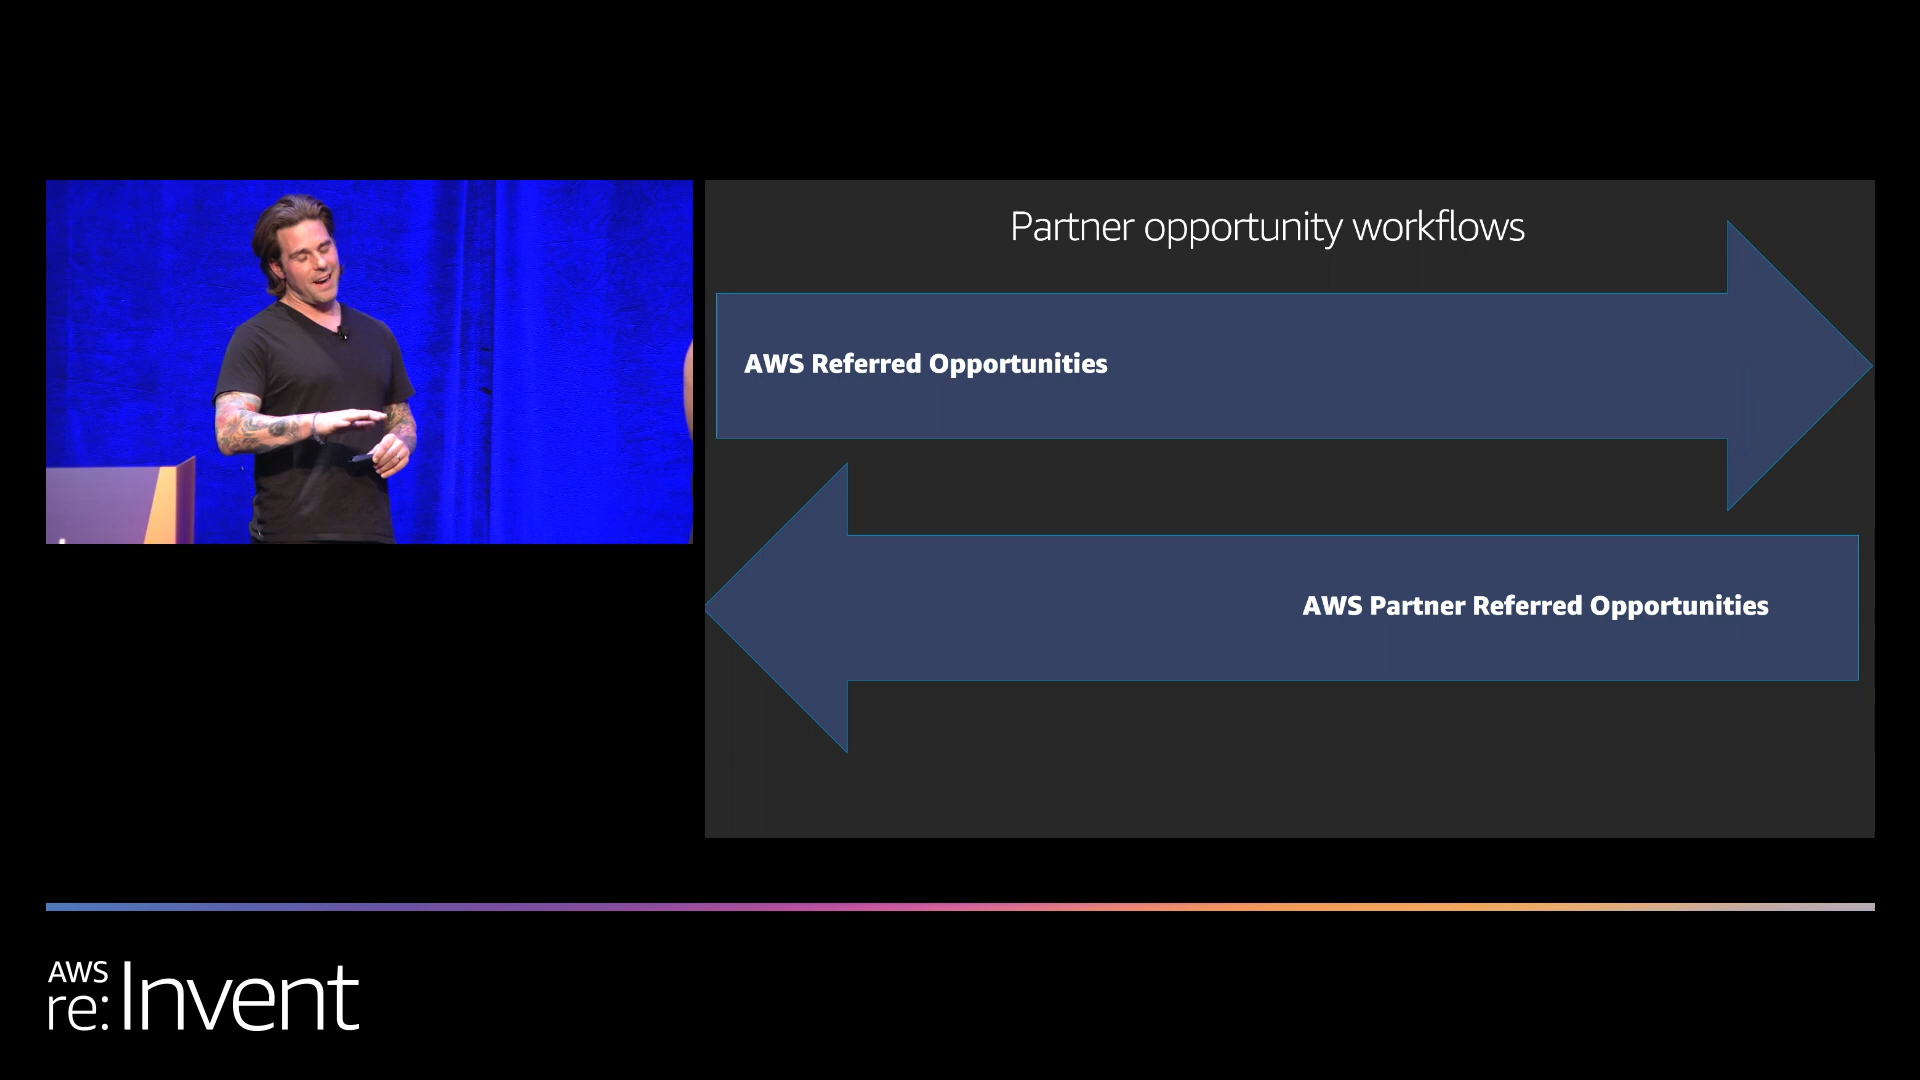 Partner opportunity workflows
AWS Referred Opportunities
AWS Partner Referred Opportunities
AWS
re:Invent